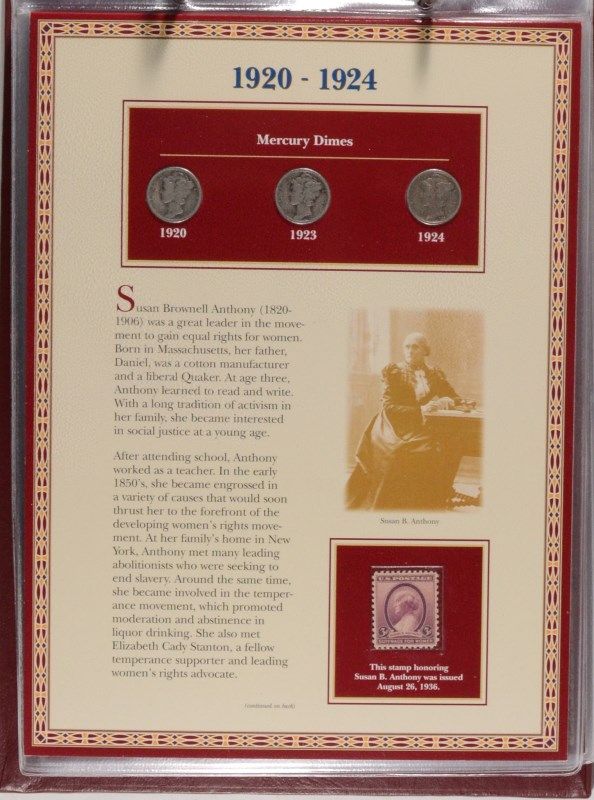 1920 - 1924
Mercury Dimes
1920
1923
1924
Susan Brownell Anthony (1820-
1906) was a great leader in the move-
ment to gain equal rights for women.
Born in Massachusetts, her father,
Daniel, was a cotton manufacturer
and a liberal Quaker. At age three,
Anthony learned to read and write.
With a long tradition of activism in
her family, she became interested
in social justice at a young age.
After attending school, Anthony
worked as a teacher. In the early
1850's, she became engrossed in
a variety of causes that would soon
thrust her to the forefront of the
developing women's rights move-
ment. At her family's home in New
York, Anthony met many leading
abolitionists who were seeking to
end slavery. Around the same time,
she became involved in the temper-
ance movement, which promoted
moderation and abstinence in
liquor drinking. She also met
Elizabeth Cady Stanton, a fellow
temperance supporter and leading
women's rights advocate.
(continued on back)
Susan B. Anthony
U.S. POSTAGE
3 3
SUFFRAGE FOR WOMEN
This stamp honoring
Susan B. Anthony was issued
August 26, 1936.